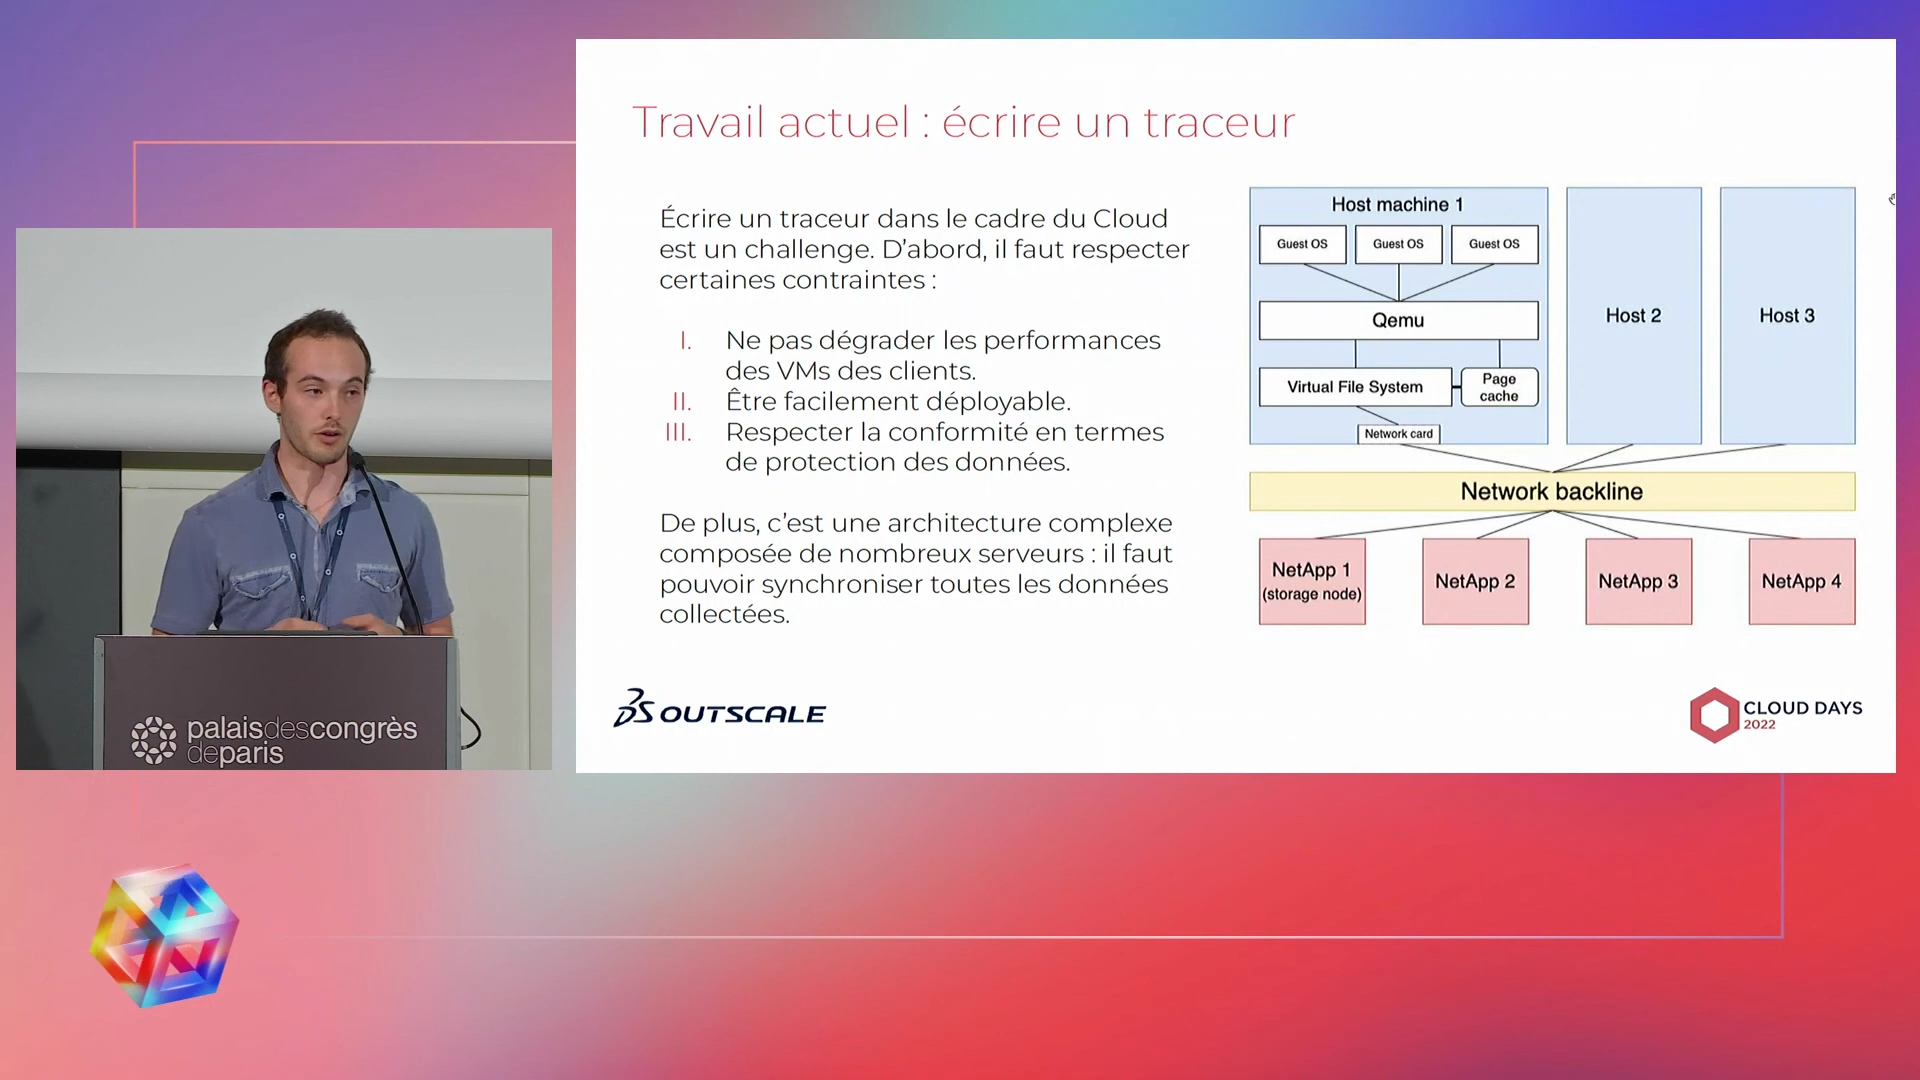 Travail actuel : écrire un traceur
Écrire un traceur dans le cadre du Cloud
est un challenge. D’abord, il faut respecter
certaines contraintes :
I. Ne pas dégrader les performances
des VMs des clients.
II. Être facilement déployable.
III. Respecter la conformité en termes
de protection des données.
De plus, c’est une architecture complexe
composée de nombreux serveurs : il faut
pouvoir synchroniser toutes les données
collectées.
Host machine 1
Guest OS
Guest OS
Guest OS
Qemu
Virtual File System
Page
cache
Network card
Host 2
Host 3
Network backline
NetApp 1
(storage node)
NetApp 2
NetApp 3
NetApp 4
3DS OUTSCALE
CLOUD DAYS
2022
palaisdescongrès
deparis